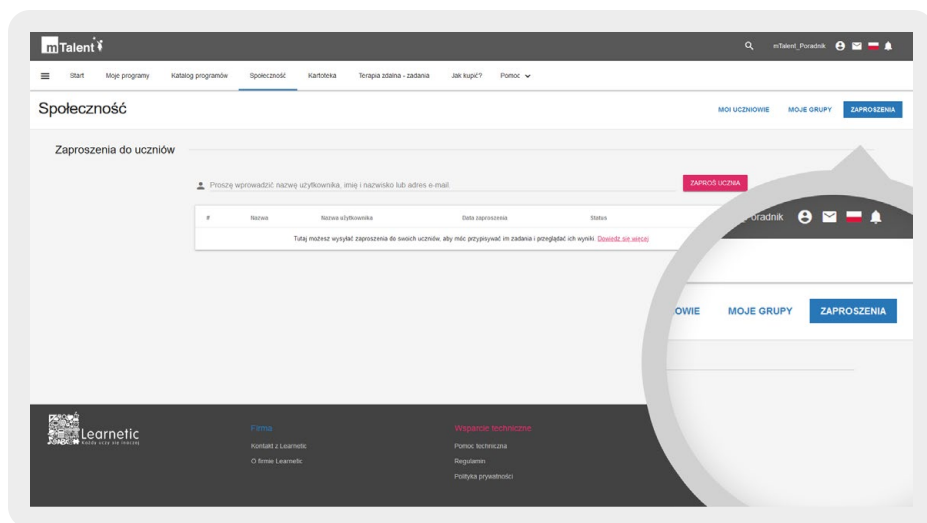 mTalent
mTalent_Poradnik
Start Moje programy Katalog programów Społeczność Kartoteka Terapia zdalna - zadania Jak kupić? Pomoc
Społeczność
MOI UCZNIOWIE MOJE GRUPY ZAPROSZENIA
Zaproszenia do uczniów
Proszę wprowadzić nazwę użytkownika, imię i nazwisko lub adres e-mail
ZAPROŚ UCZNIA
# Nazwa Nazwa użytkownika Data zaproszenia Status
Tutaj możesz wysyłać zaproszenia do swoich uczniów, aby móc przypisywać im zadania i przeglądać ich wyniki. Dowiedz się więcej
oradnik
OWIE MOJE GRUPY ZAPROSZENIA
Learnetic
Firma
Kontakt z Learnetic
O firmie Learnetic
Wsparcie techniczne
Pomoc techniczna
Regulamin
Polityka prywatności